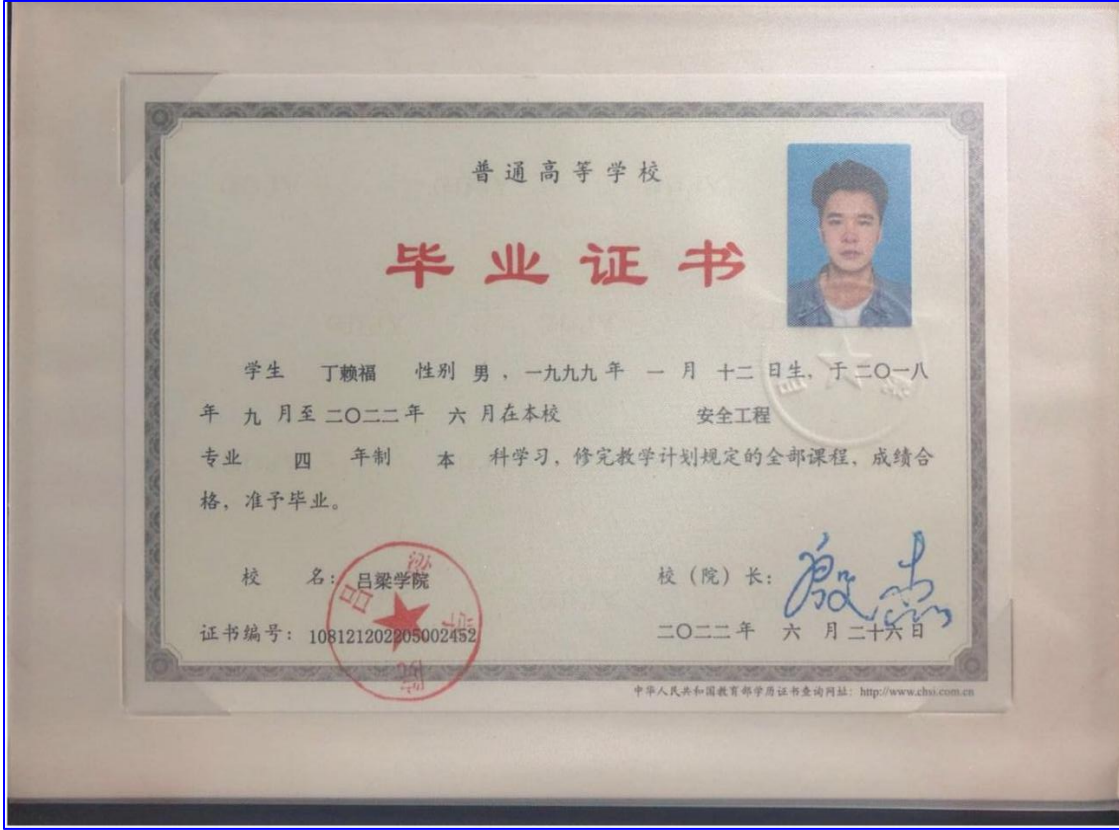 普通高等学校
毕业证书
学生 丁赖福 性别 男，一九九九年 一 月 十二 日生，于二〇一八
年 九 月至 二〇二二年 六 月在本校 安全工程
专业 四 年制 本 科学习，修完教学计划规定的全部课程，成绩合
格，准予毕业。
校 名：吕梁学院
校（院）长：
证书编号：108121202205002452
二〇二二年 六 月二十六日
吕梁学院
中华人民共和国教育部学历证书查询网址：http://www.chsi.com.cn